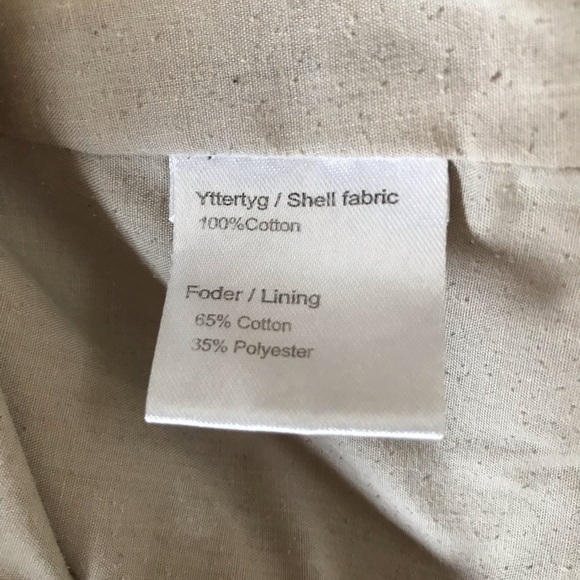 Yttertyg / Shell fabric
100%Cotton
Foder / Lining
65% Cotton
35% Polyester